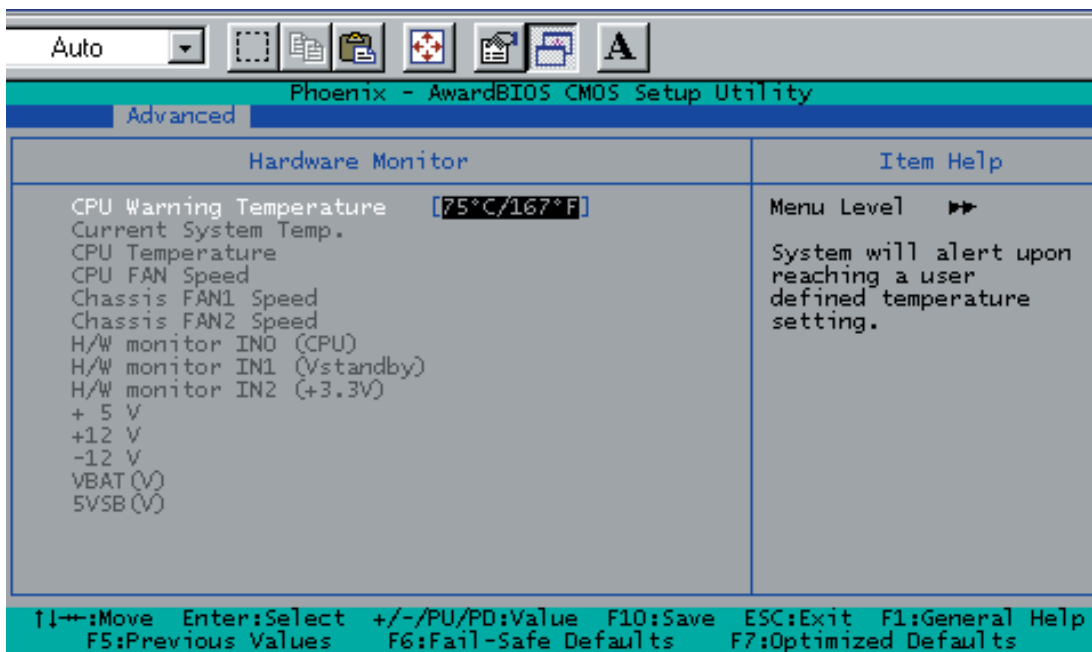 Auto
A
Phoenix - AwardBIOS CMOS Setup Utility
Advanced
Hardware Monitor
CPU Warning Temperature [75°C/167°F]
Current System Temp.
CPU Temperature
CPU FAN Speed
Chassis FAN1 Speed
Chassis FAN2 Speed
H/W monitor IN0 (CPU)
H/W monitor IN1 (Vstandby)
H/W monitor IN2 (+3.3V)
+ 5 V
+12 V
-12 V
VBAT(V)
5VSB(V)
Item Help
Menu Level ▸▸
System will alert upon
reaching a user
defined temperature
setting.
↑↓→←:Move Enter:Select +/-/PU/PD:Value F10:Save ESC:Exit F1:General Help
F5:Previous Values F6:Fail-Safe Defaults F7:Optimized Defaults